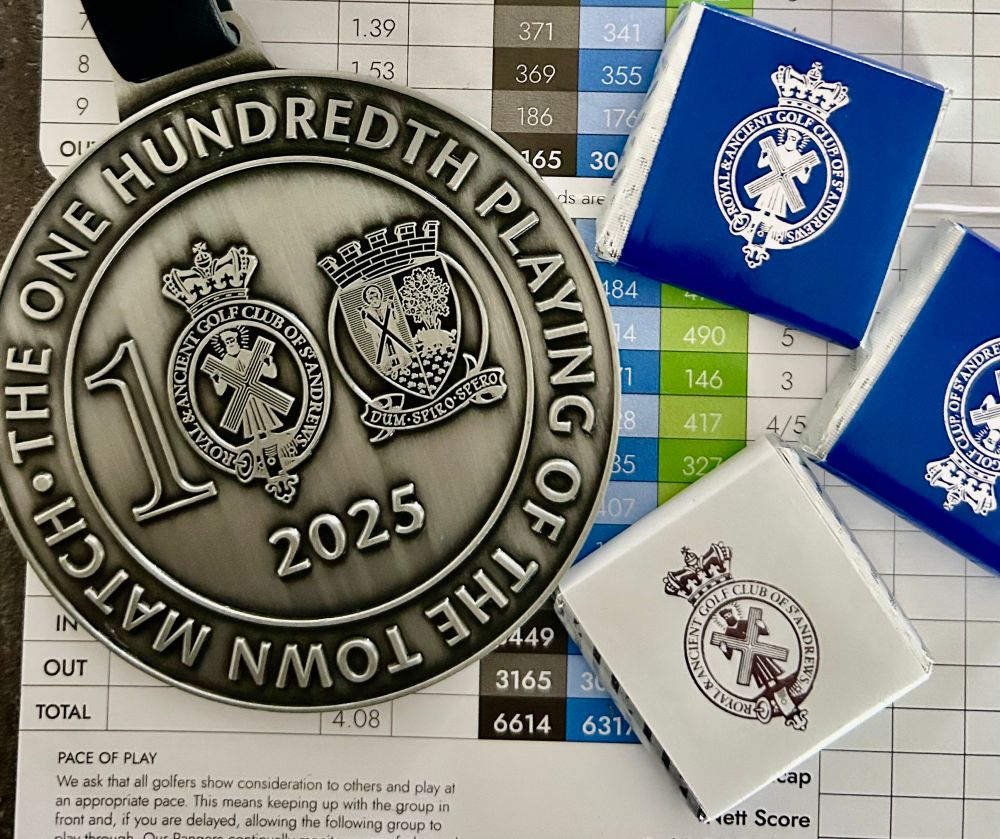 7 1.39 371 341
8 1.53 369 355
9 186 176
OUT
THE ONE HUNDREDTH PLAYING OF THE TOWN MATCH •
1
ROYAL & ANCIENT GOLF CLUB OF ST ANDREWS
DUM · SPIRO · SPERO
2025
ROYAL & ANCIENT GOLF CLUB OF ST ANDREWS
490 5
146 3
417 4/5
327
ROYAL & ANCIENT GOLF CLUB OF ST ANDREWS
IN
OUT 3165
TOTAL 4.08 6614 6317
Nett Score
PACE OF PLAY
We ask that all golfers show consideration to others and play at
an appropriate pace. This means keeping up with the group in
front and, if you are delayed, allowing the following group to